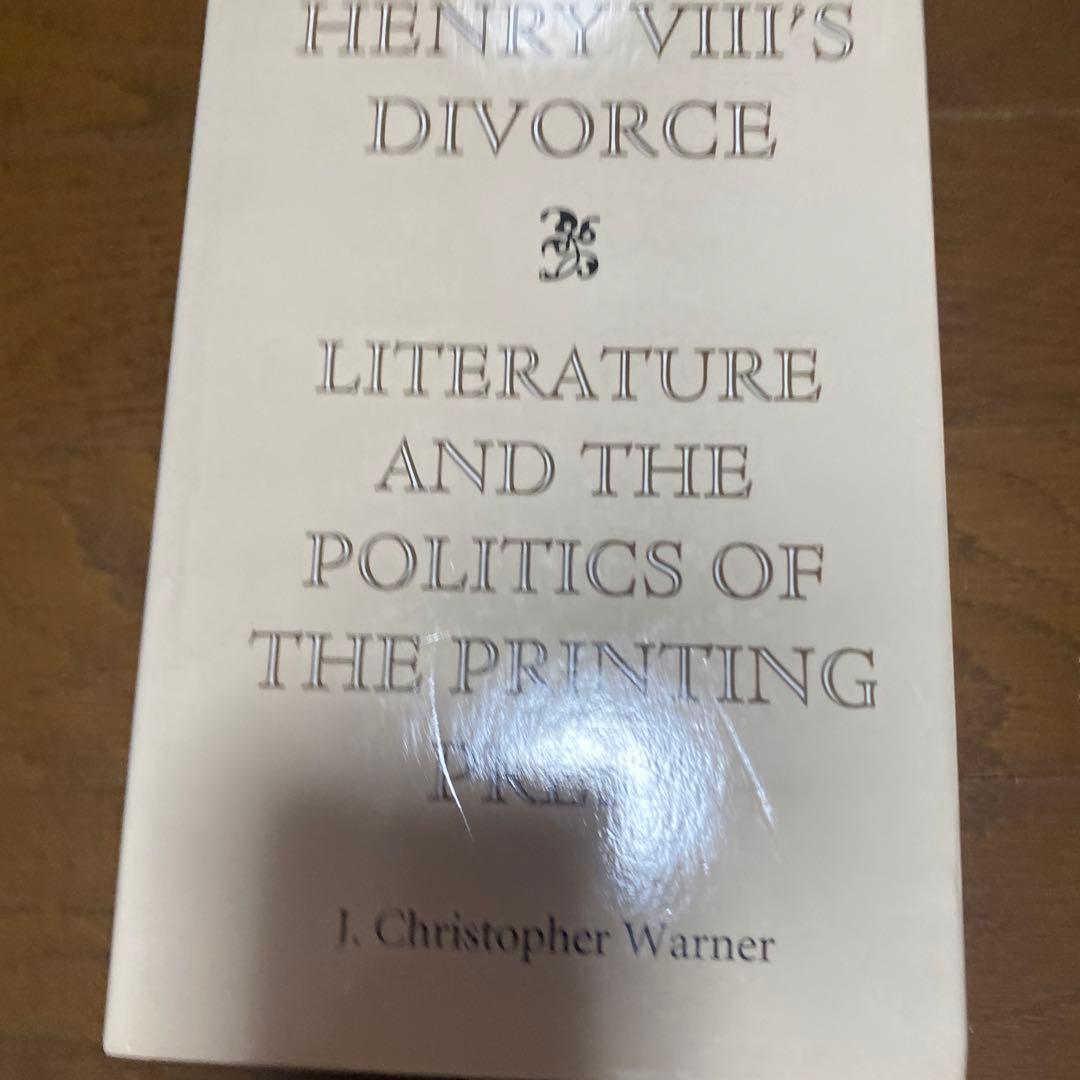 HENRY VIII'S
DIVORCE
LITERATURE
AND THE
POLITICS OF
THE PRINTING
J. Christopher Warner